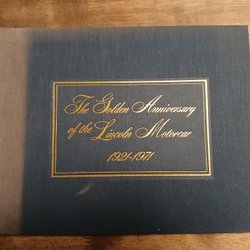 The Golden Anniversary
of the Lincoln Motorcar
1921-1971